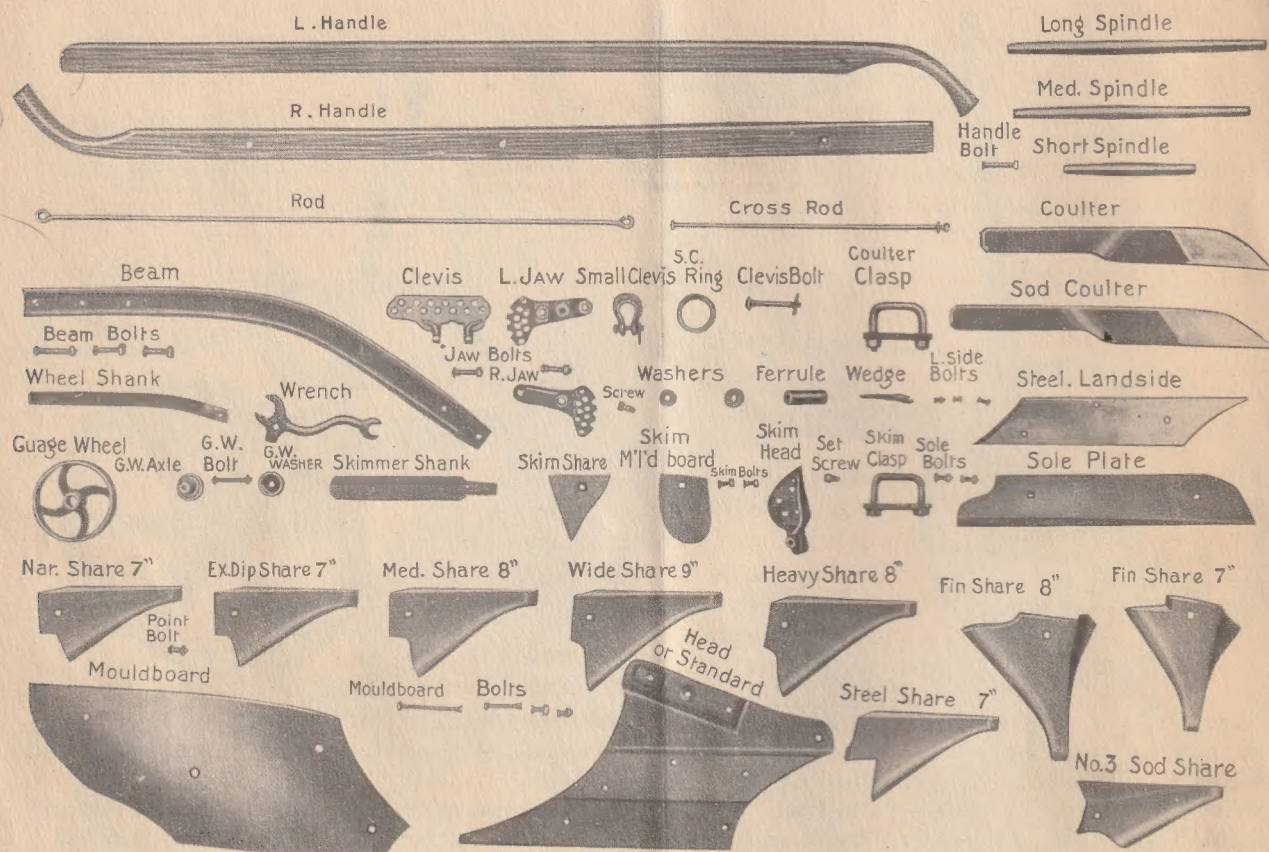 L. Handle
Long Spindle
Med. Spindle
R. Handle
Handle
Bolt
Short Spindle
Rod
Cross Rod
Coulter
Beam
Clevis
L. JAW
Small Clevis
S.C.
Ring
Clevis Bolt
Coulter
Clasp
Sod Coulter
Beam Bolts
JAW Bolts
R. JAW
Screw
Washers
Ferrule
Wedge
L. side
Bolts
Steel. Landside
Wheel Shank
Wrench
Guage Wheel
G.W. Axle
G.W.
Bolt
G.W.
WASHER
Skimmer Shank
Skim Share
Skim
M'l'd board
Skim Bolts
Skim
Head
Set
Screw
Skim
Clasp
Sole
Bolts
Sole Plate
Nar. Share 7"
Ex. Dip Share 7"
Med. Share 8"
Wide Share 9"
Heavy Share 8"
Fin Share 8"
Fin Share 7"
Point
Bolt
Mouldboard
Mouldboard Bolts
Head
or Standard
Steel Share 7"
No.3 Sod Share